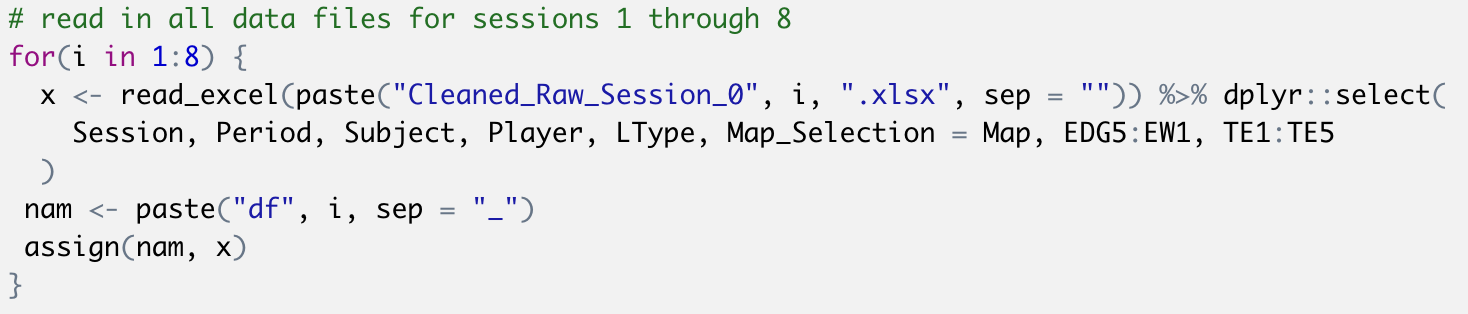 # read in all data files for sessions 1 through 8
for(i in 1:8) {
  x <- read_excel(paste("Cleaned_Raw_Session_0", i, ".xlsx", sep = "")) %>% dplyr::select(
    Session, Period, Subject, Player, LType, Map_Selection = Map, EDG5:EW1, TE1:TE5
  )
 nam <- paste("df", i, sep = "_")
 assign(nam, x)
}